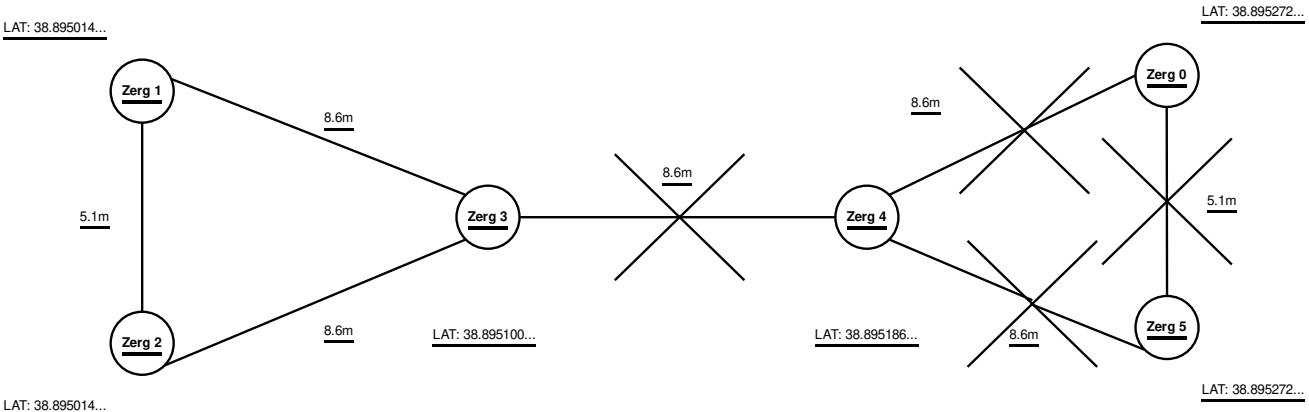 LAT: 38.895272...
LAT: 38.895014...
Zerg 0
Zerg 1
8.6m
8.6m
8.6m
5.1m
5.1m
Zerg 3
Zerg 4
Zerg 5
8.6m
LAT: 38.895100...
LAT: 38.895186...
8.6m
Zerg 2
LAT: 38.895272...
LAT: 38.895014...